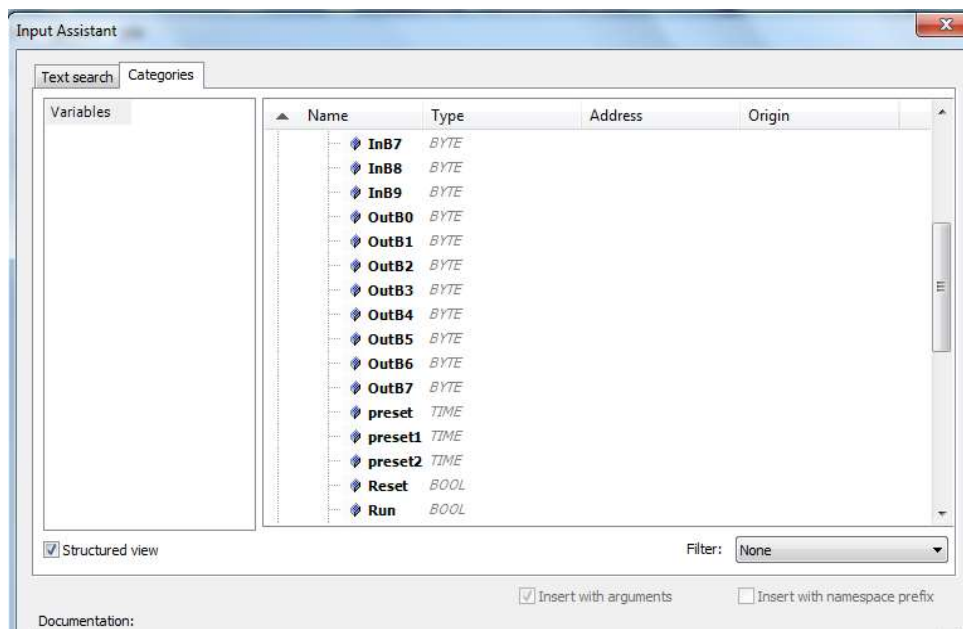 Input Assistant
Text search Categories
Variables
Name Type Address Origin
InB7 BYTE
InB8 BYTE
InB9 BYTE
OutB0 BYTE
OutB1 BYTE
OutB2 BYTE
OutB3 BYTE
OutB4 BYTE
OutB5 BYTE
OutB6 BYTE
OutB7 BYTE
preset TIME
preset1 TIME
preset2 TIME
Reset BOOL
Run BOOL
Structured view Filter: None
Insert with arguments Insert with namespace prefix
Documentation: